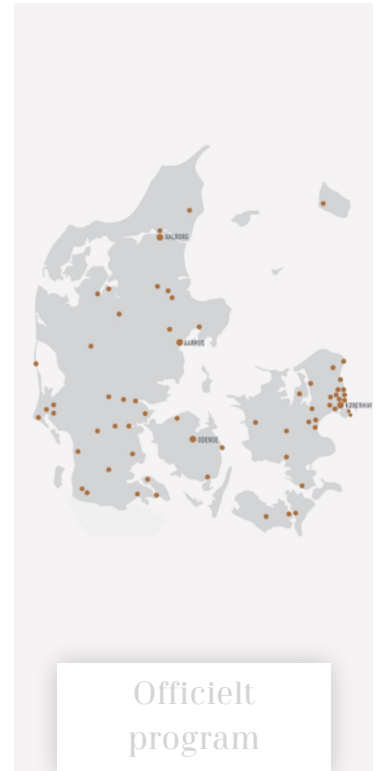 AALBORG
AARHUS
KØBENHAV
ODENSE
Officielt
program